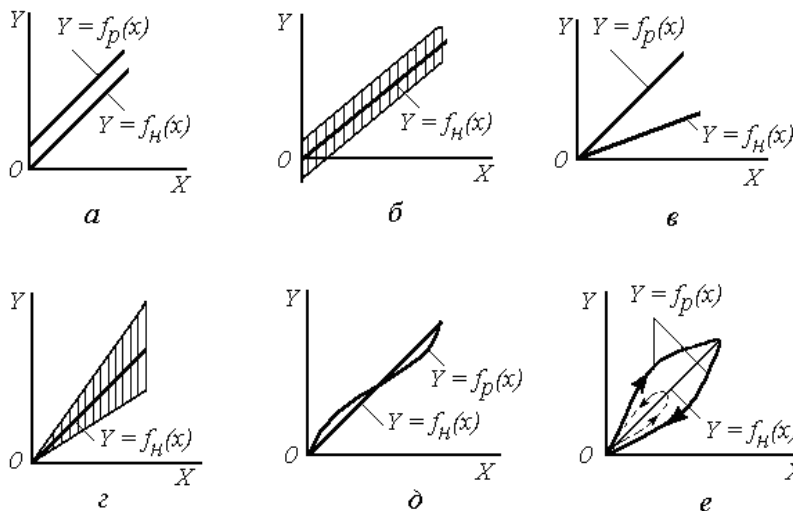 Y
Y = f_p(x)
Y = f_н(x)
O
X
а
Y
Y = f_н(x)
O
X
б
Y
Y = f_p(x)
Y = f_н(x)
O
X
в
Y
Y = f_н(x)
O
X
г
Y
Y = f_p(x)
Y = f_н(x)
O
X
д
Y
Y = f_p(x)
Y = f_н(x)
O
X
е